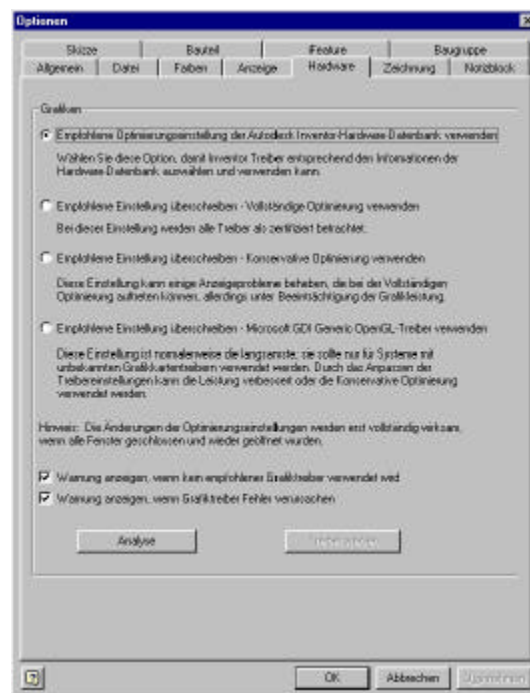 Optionen
Skizze Bauteil iFeature Baugruppe
Allgemein Datei Farben Anzeige Hardware Zeichnung Notizblock
Grafiken
Empfohlene Optimierungseinstellung der Autodesk Inventor-Hardware-Datenbank verwenden
Wählen Sie diese Option, damit Inventor Treiber entsprechend den Informationen der
Hardware-Datenbank auswählen und verwenden kann.
Empfohlene Einstellung überschreiben - Vollständige Optimierung verwenden
Bei dieser Einstellung werden alle Treiber als zertifiziert betrachtet.
Empfohlene Einstellung überschreiben - Konservative Optimierung verwenden
Diese Einstellung kann einige Anzeigeprobleme beheben, die bei der Vollständigen
Optimierung auftreten können, allerdings unter Beeinträchtigung der Grafikleistung.
Empfohlene Einstellung überschreiben - Microsoft GDI Generic OpenGL-Treiber verwenden
Diese Einstellung ist normalerweise die langsamste, sie sollte nur für Systeme mit
unbekannten Grafikkartentreibern verwendet werden. Durch das Anpassen der
Treibereinstellungen kann die Leistung verbessert oder die Konservative Optimierung
verwendet werden.
Hinweis: Die Änderungen der Optimierungseinstellungen werden erst vollständig wirksam,
wenn alle Fenster geschlossen und wieder geöffnet wurden.
Warnung anzeigen, wenn kein empfohlener Grafiktreiber verwendet wird
Warnung anzeigen, wenn Grafiktreiber Fehler verursachen
Analyse
OK Abbrechen Übernehmen